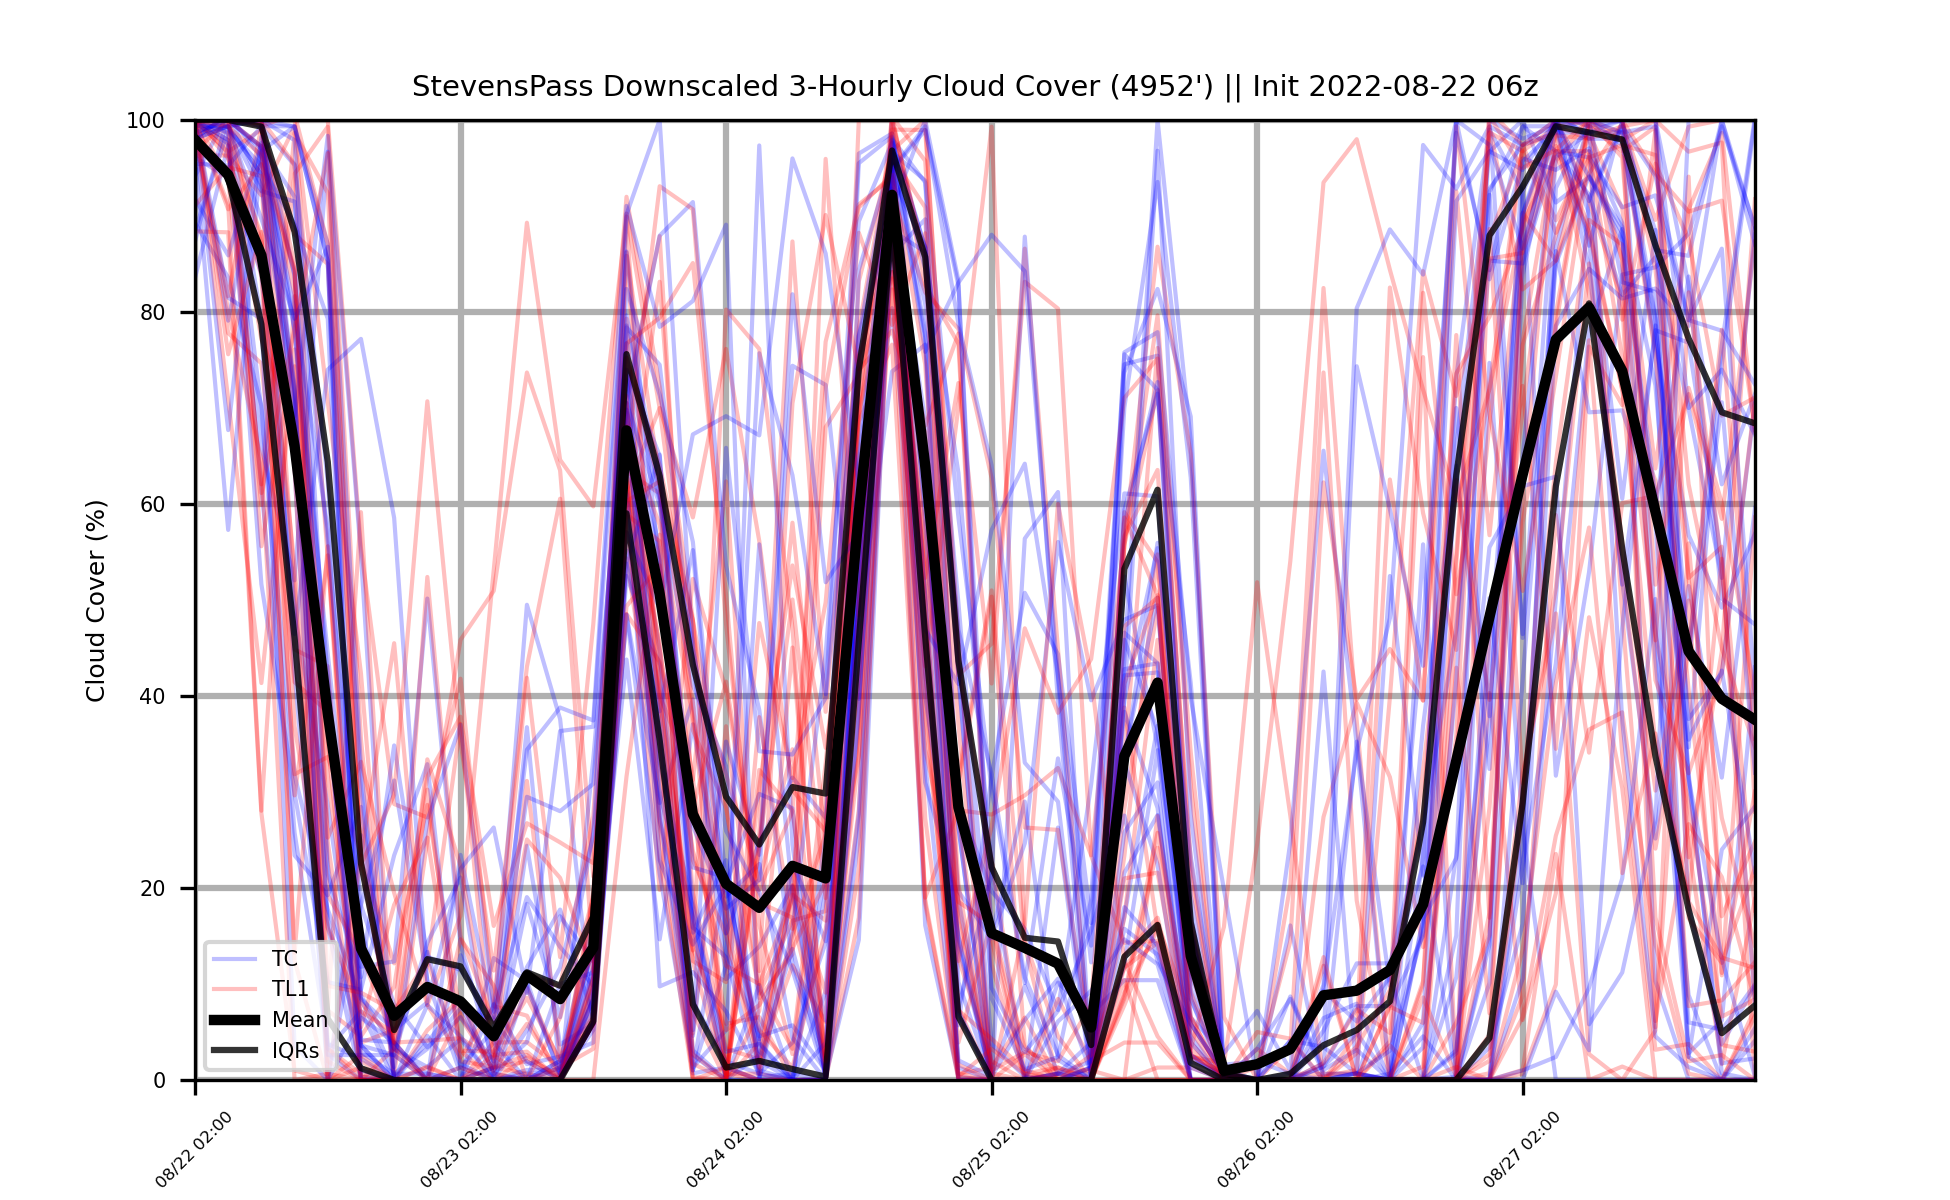 StevensPass Downscaled 3-Hourly Cloud Cover (4952') || Init 2022-08-22 06z
Cloud Cover (%)
100
80
60
40
20
0
TC
TL1
Mean
IQRs
08/22 02:00
08/23 02:00
08/24 02:00
08/25 02:00
08/26 02:00
08/27 02:00